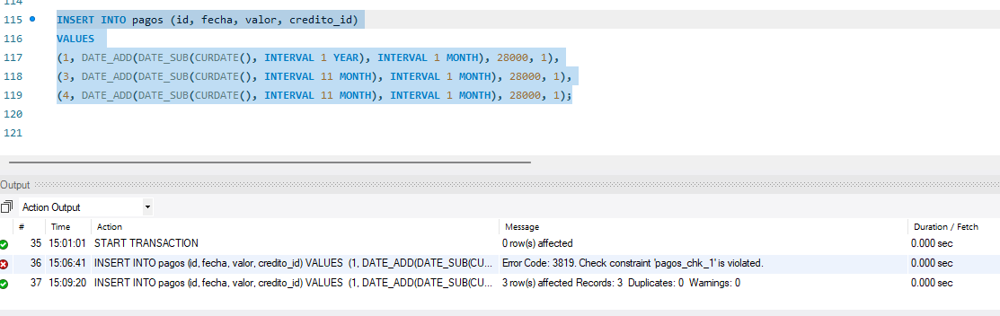 114
115 INSERT INTO pagos (id, fecha, valor, credito_id)
116 VALUES
117 (1, DATE_ADD(DATE_SUB(CURDATE(), INTERVAL 1 YEAR), INTERVAL 1 MONTH), 28000, 1),
118 (3, DATE_ADD(DATE_SUB(CURDATE(), INTERVAL 11 MONTH), INTERVAL 1 MONTH), 28000, 1),
119 (4, DATE_ADD(DATE_SUB(CURDATE(), INTERVAL 11 MONTH), INTERVAL 1 MONTH), 28000, 1);
120
121
Output
Action Output
# Time Action Message Duration / Fetch
35 15:01:01 START TRANSACTION 0 row(s) affected 0.000 sec
36 15:06:41 INSERT INTO pagos (id, fecha, valor, credito_id) VALUES (1, DATE_ADD(DATE_SUB(CU... Error Code: 3819. Check constraint 'pagos_chk_1' is violated. 0.000 sec
37 15:09:20 INSERT INTO pagos (id, fecha, valor, credito_id) VALUES (1, DATE_ADD(DATE_SUB(CU... 3 row(s) affected Records: 3 Duplicates: 0 Warnings: 0 0.000 sec